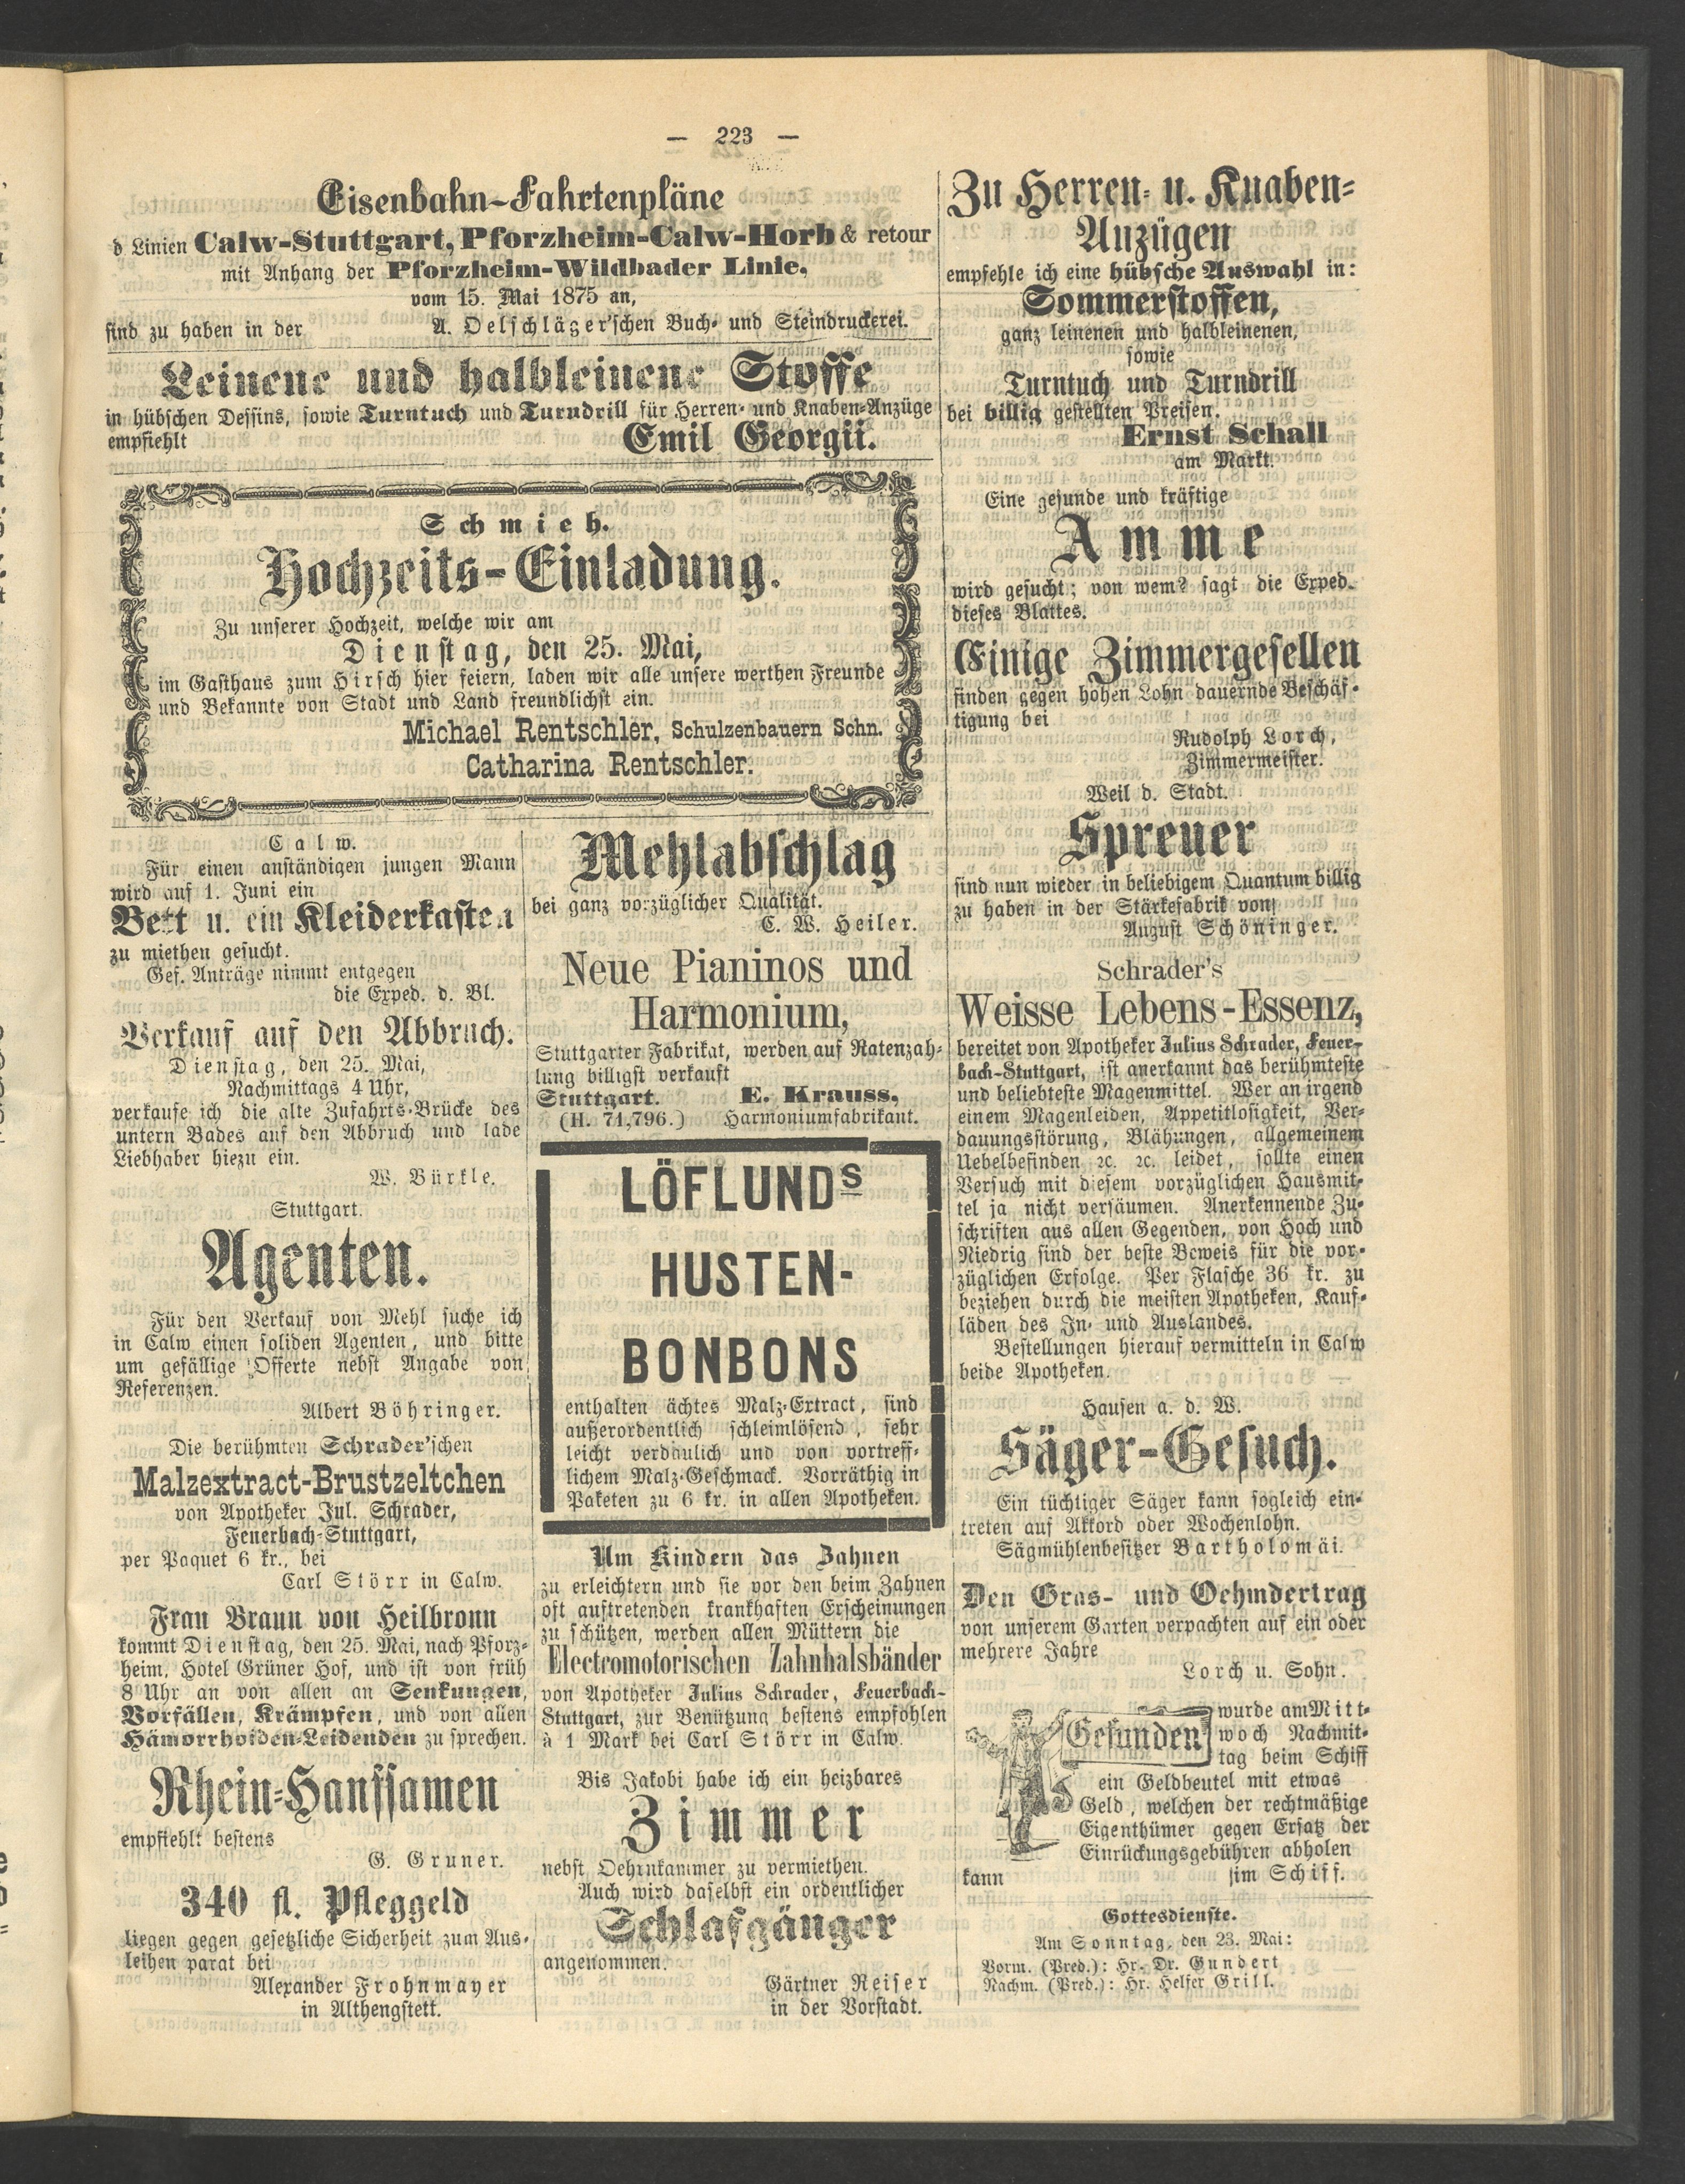 — 223 —
Eisenbahn-Fahrtenpläne
d Linien Calw-Stuttgart, Pforzheim-Calw-Horb & retour
mit Anhang der Pforzheim-Wildbader Linie,
vom 15. Mai 1875 an,
sind zu haben in der A. Oelschläger'schen Buch- und Steindruckerei.
Leinene und halbleinene Stoffe
in hübschen Dessins, sowie Turntuch und Turndrill für Herren- und Knaben-Anzüge
empfiehlt Emil Georgii.
Schmieh.
Hochzeits-Einladung.
Zu unserer Hochzeit, welche wir am
Dienstag, den 25. Mai,
im Gasthaus zum Hirsch hier feiern, laden wir alle unsere werthen Freunde
und Bekannte von Stadt und Land freundlichst ein.
Michael Rentschler, Schulzenbauern Sohn.
Catharina Rentschler.
Calw.
Für einen anständigen jungen Mann
wird auf 1. Juni ein
Bett u. ein Kleiderkasten
zu miethen gesucht.
Gef. Anträge nimmt entgegen
die Exped. d. Bl.
Verkauf auf den Abbruch.
Dienstag, den 25. Mai,
Nachmittags 4 Uhr,
verkaufe ich die alte Zufahrts-Brücke des
untern Bades auf den Abbruch und lade
Liebhaber hiezu ein.
W. Bürkle.
Stuttgart.
Agenten.
Für den Verkauf von Mehl suche ich
in Calw einen soliden Agenten, und bitte
um gefällige Offerte nebst Angabe von
Referenzen.
Albert Böhringer.
Die berühmten Schrader'schen
Malzextract-Brustzeltchen
von Apotheker Jul. Schrader,
Feuerbach-Stuttgart,
per Paquet 6 kr., bei
Carl Störr in Calw.
Frau Braun von Heilbronn
kommt Dienstag, den 25. Mai, nach Pforz-
heim, Hotel Grüner Hof, und ist von früh
8 Uhr an von allen an Senkungen,
Vorfällen, Krämpfen, und von allen
Hämorrhoiden-Leidenden zu sprechen.
Rhein-Hanfsamen
empfiehlt bestens
G. Gruner.
340 fl. Pfleggeld
liegen gegen gesetzliche Sicherheit zum Aus-
leihen parat bei
Alexander Frohnmayer
in Althengstett.
Mehlabschlag
bei ganz vorzüglicher Qualität.
C. W. Heiler.
Neue Pianinos und
Harmonium,
Stuttgarter Fabrikat, werden auf Ratenzah-
lung billigst verkauft
Stuttgart. E. Krauss,
(H. 71,796.) Harmoniumfabrikant.
LÖFLUNDs
HUSTEN-
BONBONS
enthalten ächtes Malz-Extract, sind
außerordentlich schleimlösend, sehr
leicht verdaulich und von vortreff-
lichem Malz-Geschmack. Vorräthig in
Paketen zu 6 kr. in allen Apotheken.
Um Kindern das Zahnen
zu erleichtern und sie vor den beim Zahnen
oft auftretenden krankhaften Erscheinungen
zu schützen, werden allen Müttern die
Electromotorischen Zahnhalsbänder
von Apotheker Julius Schrader, Feuerbach-
Stuttgart, zur Benützung bestens empfohlen
à 1 Mark bei Carl Störr in Calw.
Bis Jakobi habe ich ein heizbares
Zimmer
nebst Oehrnkammer zu vermiethen.
Auch wird daselbst ein ordentlicher
Schlafgänger
angenommen.
Gärtner Reiser
in der Vorstadt.
Zu Herren- u. Knaben-
Anzügen
empfehle ich eine hübsche Auswahl in:
Sommerstoffen,
ganz leinenen und halbleinenen,
sowie
Turntuch und Turndrill
bei billig gestellten Preisen.
Ernst Schall
am Markt.
Eine gesunde und kräftige
Amme
wird gesucht; von wem? sagt die Exped.
dieses Blattes.
Einige Zimmergesellen
finden gegen hohen Lohn dauernde Beschäf-
tigung bei
Rudolph Lorch,
Zimmermeister.
Weil d. Stadt.
Spreuer
sind nun wieder in beliebigem Quantum billig
zu haben in der Stärkefabrik von
August Schöninger.
Schrader's
Weisse Lebens-Essenz,
bereitet von Apotheker Julius Schrader, Feuer-
bach-Stuttgart, ist anerkannt das berühmteste
und beliebteste Magenmittel. Wer an irgend
einem Magenleiden, Appetitlosigkeit, Ver-
dauungsstörung, Blähungen, allgemeinem
Uebelbefinden ꝛc. ꝛc. leidet, sollte einen
Versuch mit diesem vorzüglichen Hausmit-
tel ja nicht versäumen. Anerkennende Zu-
schriften aus allen Gegenden, von Hoch und
Niedrig sind der beste Beweis für die vor-
züglichen Erfolge. Per Flasche 36 kr. zu
beziehen durch die meisten Apotheken, Kauf-
läden des In- und Auslandes.
Bestellungen hierauf vermitteln in Calw
beide Apotheken.
Hausen a. d. W.
Säger-Gesuch.
Ein tüchtiger Säger kann sogleich ein-
treten auf Akkord oder Wochenlohn.
Sägmühlenbesitzer Bartholomäi.
Den Gras- und Oehmdertrag
von unserem Garten verpachten auf ein oder
mehrere Jahre
Lorch u. Sohn.
Gefunden
wurde am Mitt-
woch Nachmit-
tag beim Schiff
ein Geldbeutel mit etwas
Geld, welchen der rechtmäßige
Eigenthümer gegen Ersatz der
Einrückungsgebühren abholen
kann im Schiff.
Gottesdienste.
Am Sonntag, den 23. Mai:
Vorm. (Pred.): Hr. Dr. Gundert
Nachm. (Pred.): Hr. Helfer Grill.